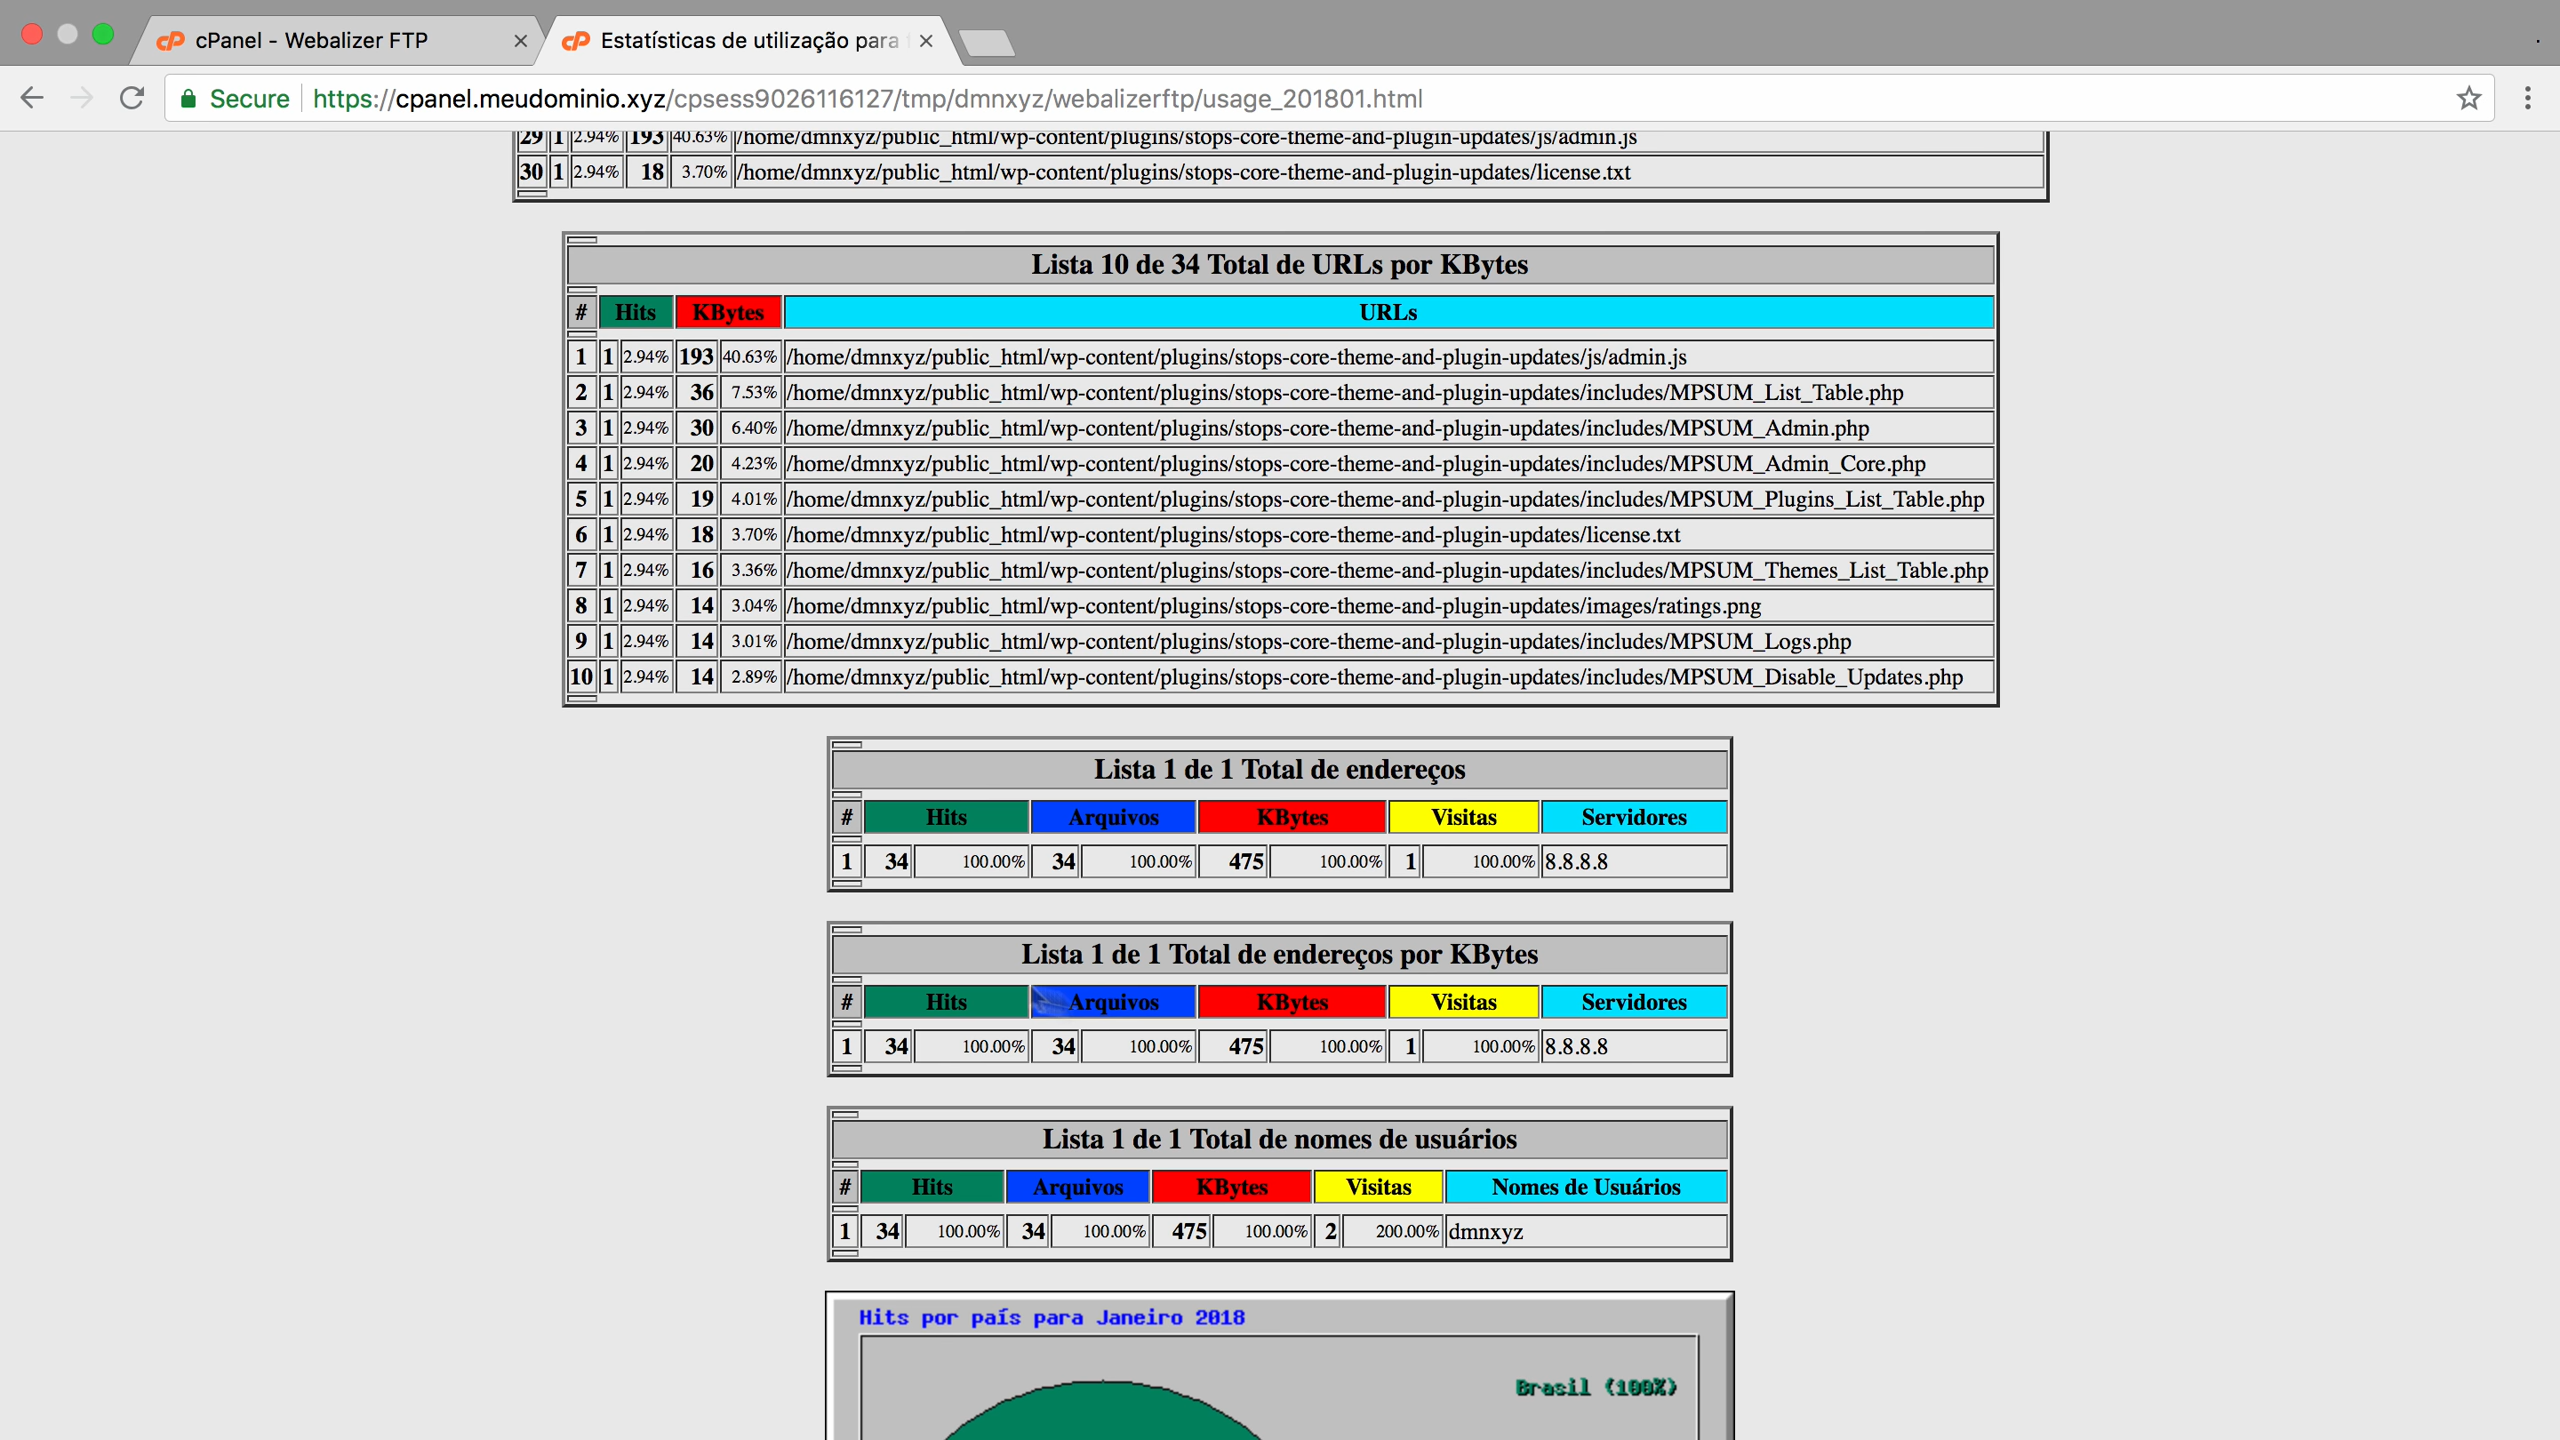 cPanel - Webalizer FTP
Estatísticas de utilização para
Secure https://cpanel.meudominio.xyz/cpsess9026116127/tmp/dmnxyz/webalizerftp/usage_201801.html
29 1 2.94% 193 40.63% /home/dmnxyz/public_html/wp-content/plugins/stops-core-theme-and-plugin-updates/js/admin.js
30 1 2.94% 18 3.70% /home/dmnxyz/public_html/wp-content/plugins/stops-core-theme-and-plugin-updates/license.txt
Lista 10 de 34 Total de URLs por KBytes
# Hits KBytes URLs
1 1 2.94% 193 40.63% /home/dmnxyz/public_html/wp-content/plugins/stops-core-theme-and-plugin-updates/js/admin.js
2 1 2.94% 36 7.53% /home/dmnxyz/public_html/wp-content/plugins/stops-core-theme-and-plugin-updates/includes/MPSUM_List_Table.php
3 1 2.94% 30 6.40% /home/dmnxyz/public_html/wp-content/plugins/stops-core-theme-and-plugin-updates/includes/MPSUM_Admin.php
4 1 2.94% 20 4.23% /home/dmnxyz/public_html/wp-content/plugins/stops-core-theme-and-plugin-updates/includes/MPSUM_Admin_Core.php
5 1 2.94% 19 4.01% /home/dmnxyz/public_html/wp-content/plugins/stops-core-theme-and-plugin-updates/includes/MPSUM_Plugins_List_Table.php
6 1 2.94% 18 3.70% /home/dmnxyz/public_html/wp-content/plugins/stops-core-theme-and-plugin-updates/license.txt
7 1 2.94% 16 3.36% /home/dmnxyz/public_html/wp-content/plugins/stops-core-theme-and-plugin-updates/includes/MPSUM_Themes_List_Table.php
8 1 2.94% 14 3.04% /home/dmnxyz/public_html/wp-content/plugins/stops-core-theme-and-plugin-updates/images/ratings.png
9 1 2.94% 14 3.01% /home/dmnxyz/public_html/wp-content/plugins/stops-core-theme-and-plugin-updates/includes/MPSUM_Logs.php
10 1 2.94% 14 2.89% /home/dmnxyz/public_html/wp-content/plugins/stops-core-theme-and-plugin-updates/includes/MPSUM_Disable_Updates.php
Lista 1 de 1 Total de endereços
# Hits Arquivos KBytes Visitas Servidores
1 34 100.00% 34 100.00% 475 100.00% 1 100.00% 8.8.8.8
Lista 1 de 1 Total de endereços por KBytes
# Hits Arquivos KBytes Visitas Servidores
1 34 100.00% 34 100.00% 475 100.00% 1 100.00% 8.8.8.8
Lista 1 de 1 Total de nomes de usuários
# Hits Arquivos KBytes Visitas Nomes de Usuários
1 34 100.00% 34 100.00% 475 100.00% 2 200.00% dmnxyz
Hits por país para Janeiro 2018
Brasil (100%)